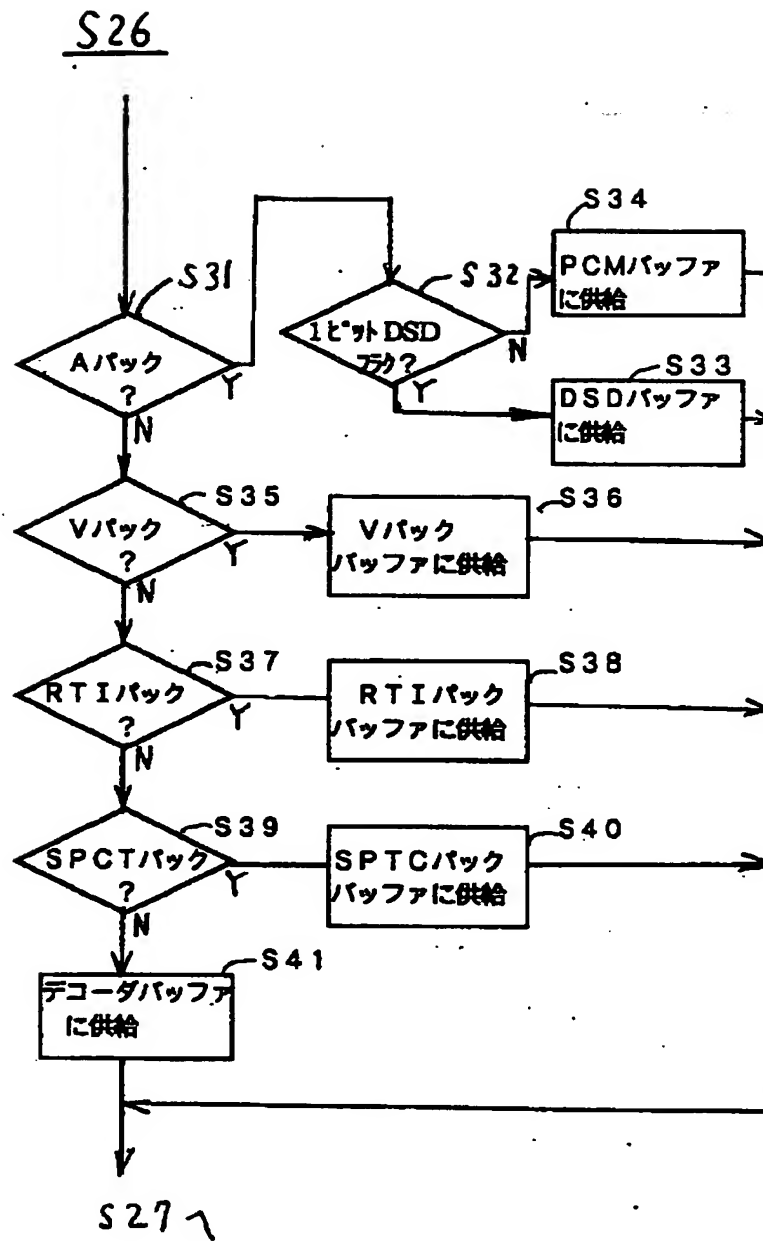 S26
S31
Aパック
?
Y
N
S32
1ビットDSD
フラグ?
N
Y
S34
PCMバッファ
に供給
S33
DSDバッファ
に供給
S35
Vパック
?
Y
N
S36
Vパック
バッファに供給
S37
RTIパック
?
Y
N
S38
RTIパック
バッファに供給
S39
SPCTパック
?
Y
N
S40
SPTCパック
バッファに供給
S41
デコーダバッファ
に供給
S27へ